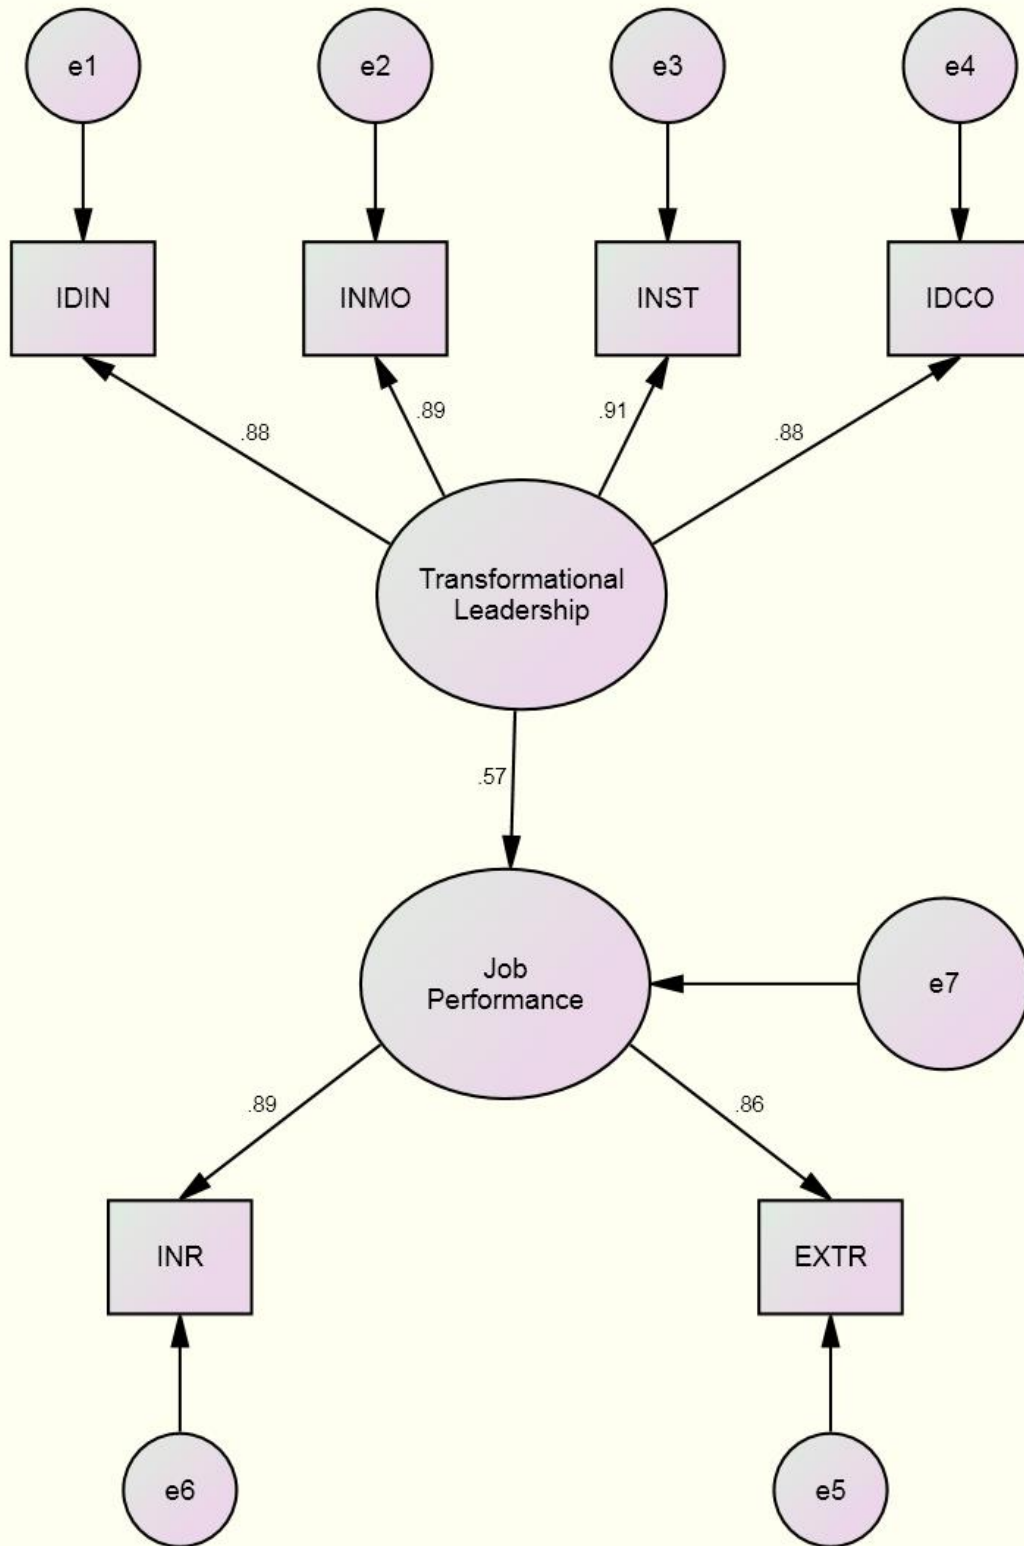 e1
e2
e3
e4
IDIN
INMO
INST
IDCO
.88
.89
.91
.88
Transformational
Leadership
.57
Job
Performance
e7
.89
.86
INR
EXTR
e6
e5